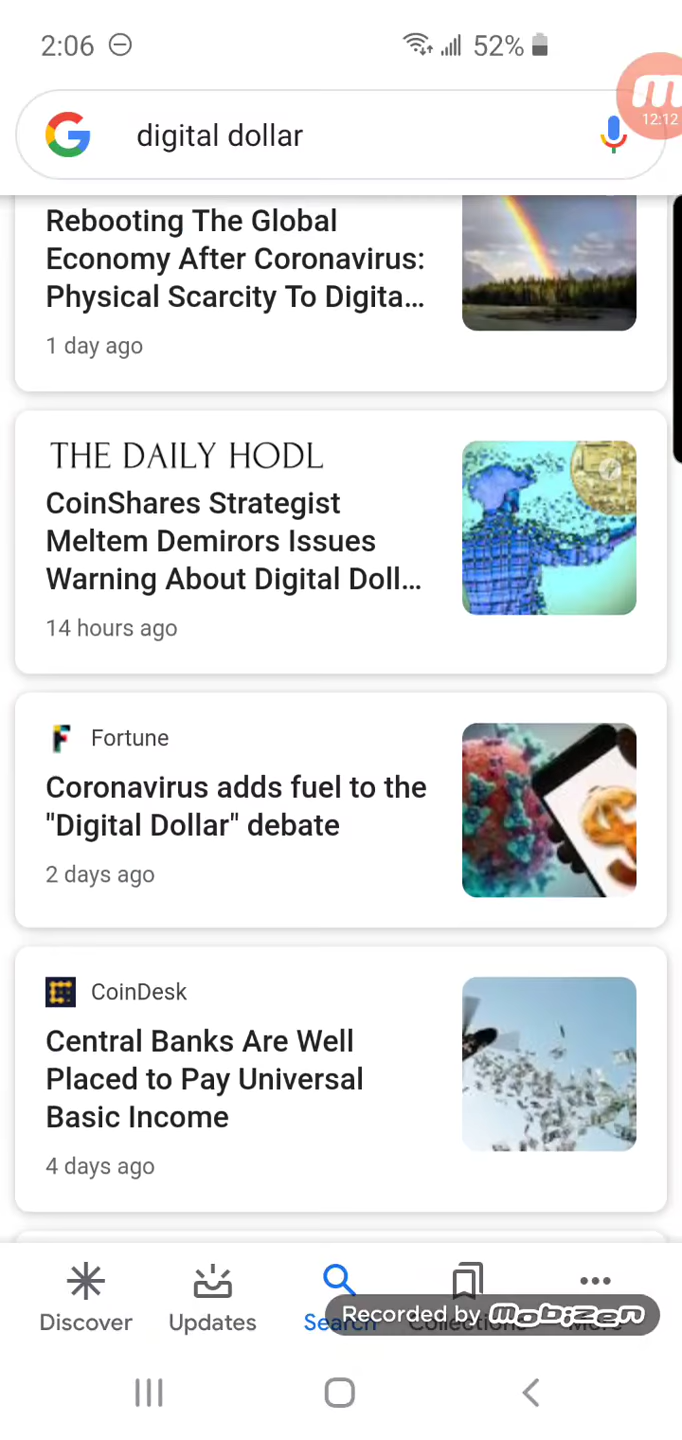 2:06
52%
12:12
digital dollar
Rebooting The Global
Economy After Coronavirus:
Physical Scarcity To Digita...
1 day ago
THE DAILY HODL
CoinShares Strategist
Meltem Demirors Issues
Warning About Digital Doll...
14 hours ago
Fortune
Coronavirus adds fuel to the
"Digital Dollar" debate
2 days ago
CoinDesk
Central Banks Are Well
Placed to Pay Universal
Basic Income
4 days ago
Discover
Updates
Search
Collections
More
Recorded by mobizen